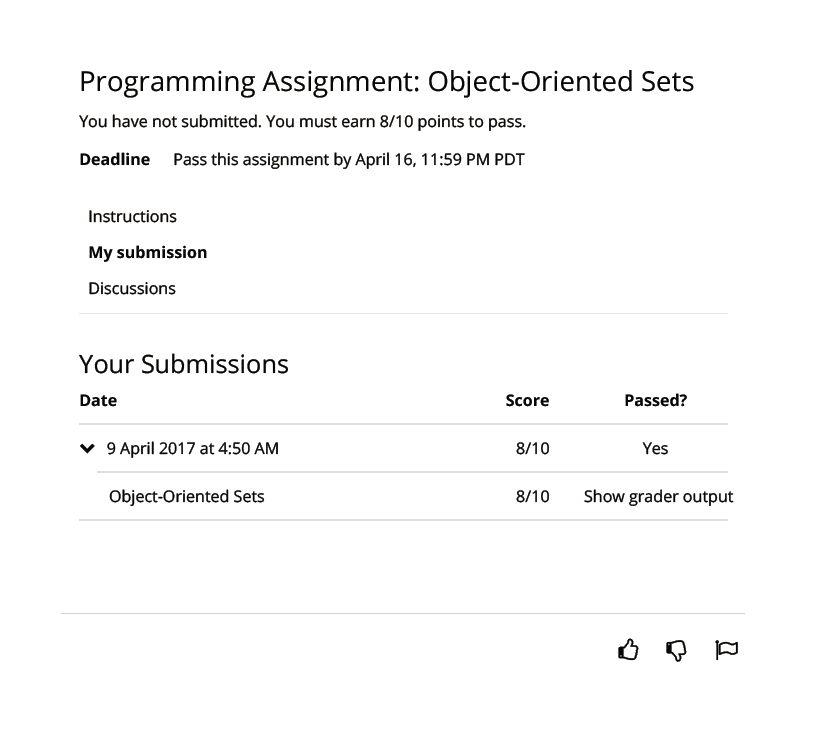 Programming Assignment: Object-Oriented Sets
You have not submitted. You must earn 8/10 points to pass.
Deadline Pass this assignment by April 16, 11:59 PM PDT
Instructions
My submission
Discussions
Your Submissions
Date Score Passed?
9 April 2017 at 4:50 AM 8/10 Yes
Object-Oriented Sets 8/10 Show grader output